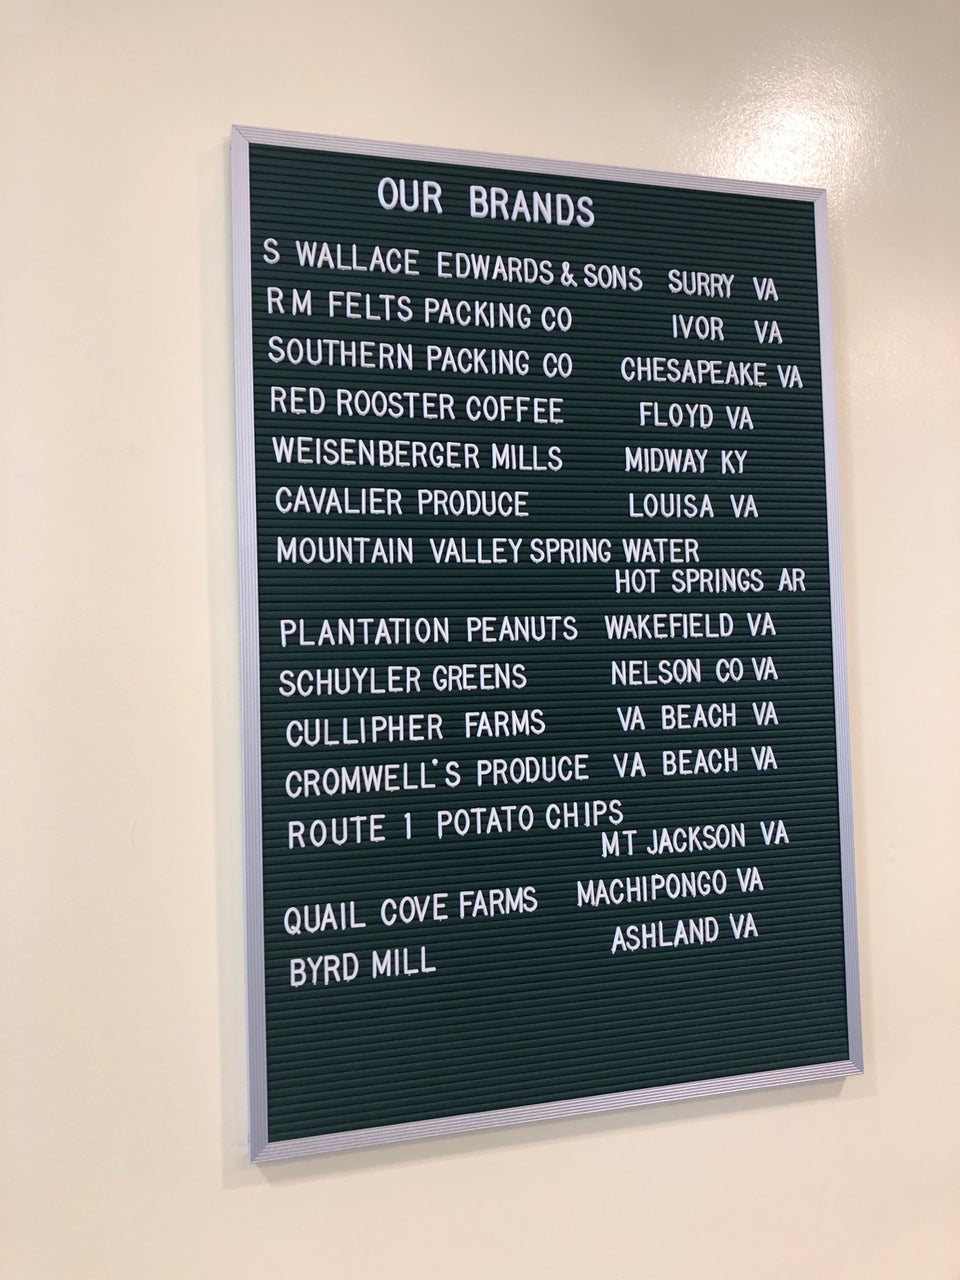 OUR BRANDS
S WALLACE EDWARDS & SONS SURRY VA
R M FELTS PACKING CO IVOR VA
SOUTHERN PACKING CO CHESAPEAKE VA
RED ROOSTER COFFEE FLOYD VA
WEISENBERGER MILLS MIDWAY KY
CAVALIER PRODUCE LOUISA VA
MOUNTAIN VALLEY SPRING WATER
HOT SPRINGS AR
PLANTATION PEANUTS WAKEFIELD VA
SCHUYLER GREENS NELSON CO VA
CULLIPHER FARMS VA BEACH VA
CROMWELL'S PRODUCE VA BEACH VA
ROUTE 1 POTATO CHIPS
MT JACKSON VA
QUAIL COVE FARMS MACHIPONGO VA
BYRD MILL ASHLAND VA